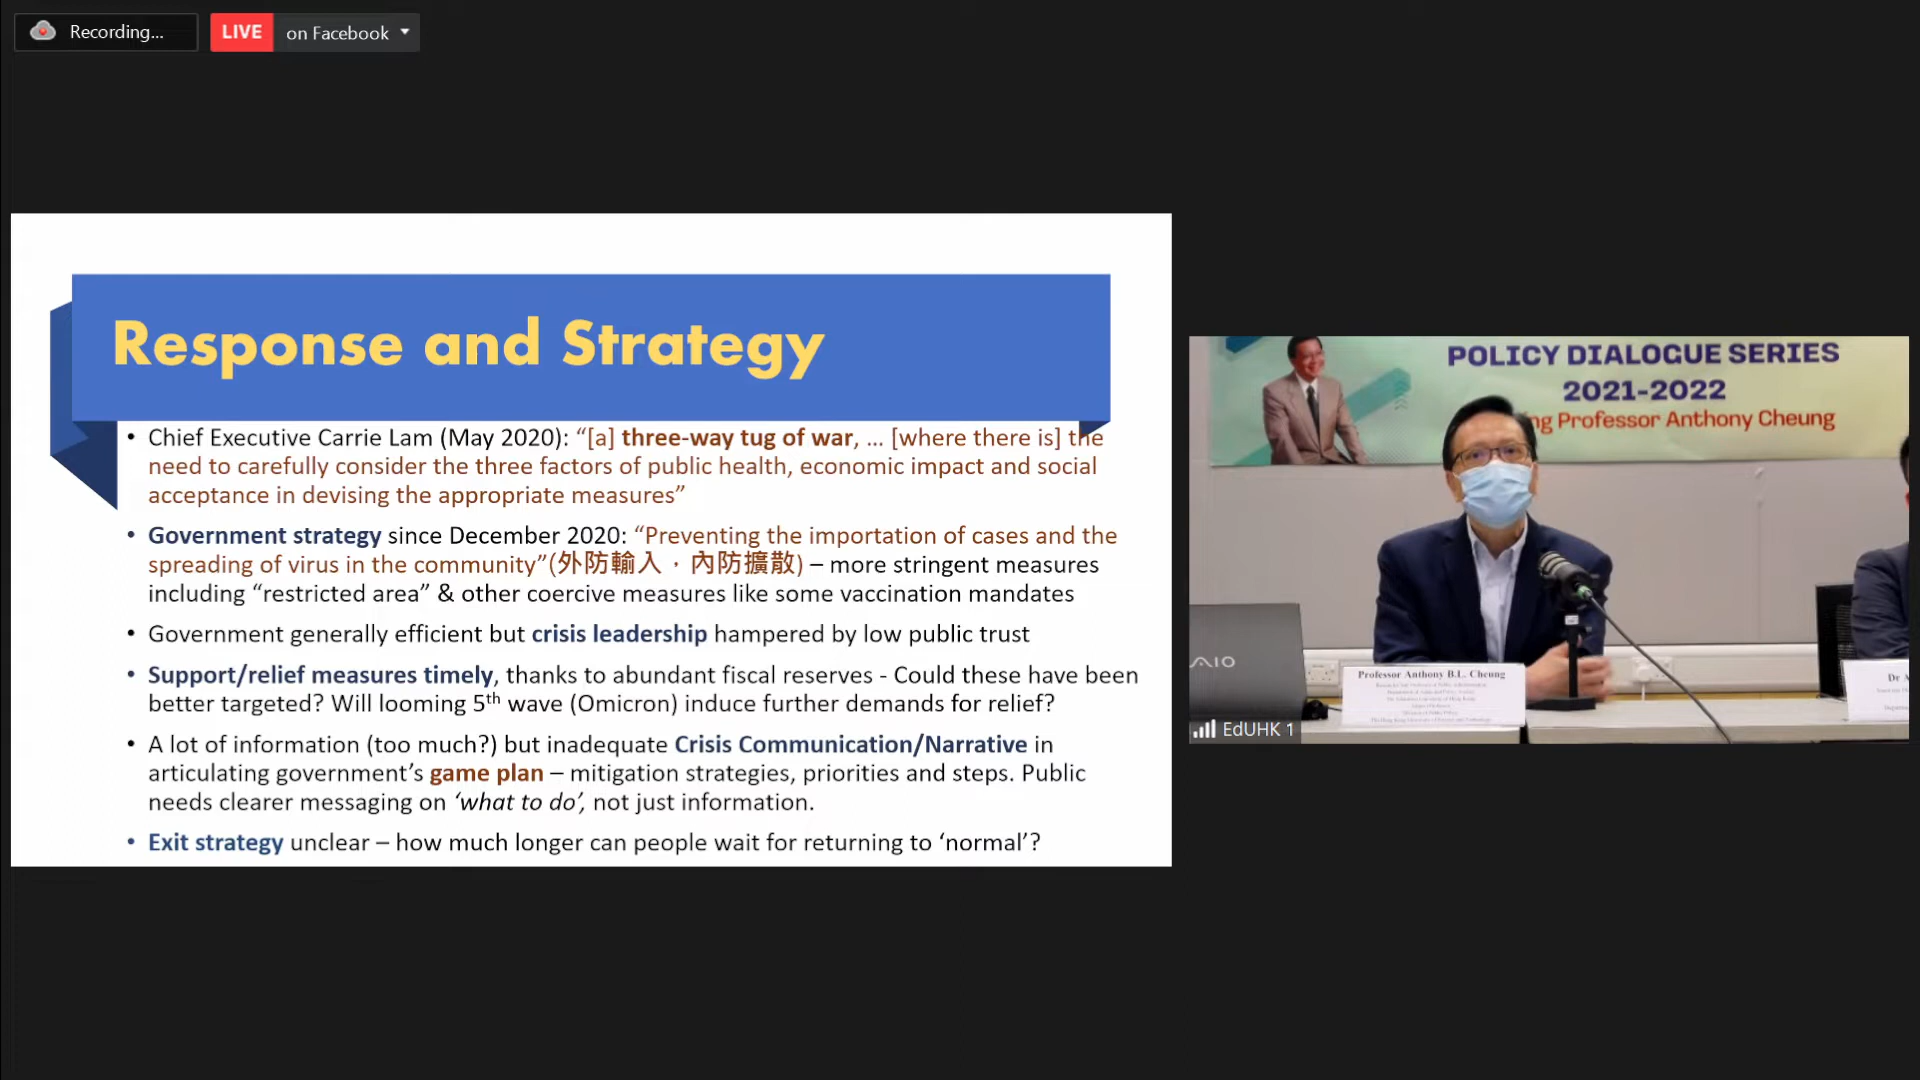 Recording...
LIVE on Facebook
Response and Strategy
• Chief Executive Carrie Lam (May 2020): “[a] three-way tug of war, ... [where there is] the
need to carefully consider the three factors of public health, economic impact and social
acceptance in devising the appropriate measures”
• Government strategy since December 2020: “Preventing the importation of cases and the
spreading of virus in the community”(外防輸入，內防擴散) – more stringent measures
including “restricted area” & other coercive measures like some vaccination mandates
• Government generally efficient but crisis leadership hampered by low public trust
• Support/relief measures timely, thanks to abundant fiscal reserves - Could these have been
better targeted? Will looming 5th wave (Omicron) induce further demands for relief?
• A lot of information (too much?) but inadequate Crisis Communication/Narrative in
articulating government’s game plan – mitigation strategies, priorities and steps. Public
needs clearer messaging on ‘what to do’, not just information.
• Exit strategy unclear – how much longer can people wait for returning to ‘normal’?
POLICY DIALOGUE SERIES
2021-2022
ng Professor Anthony Cheung
AIO
Professor Anthony B.L. Cheung
Dr A
EdUHK 1